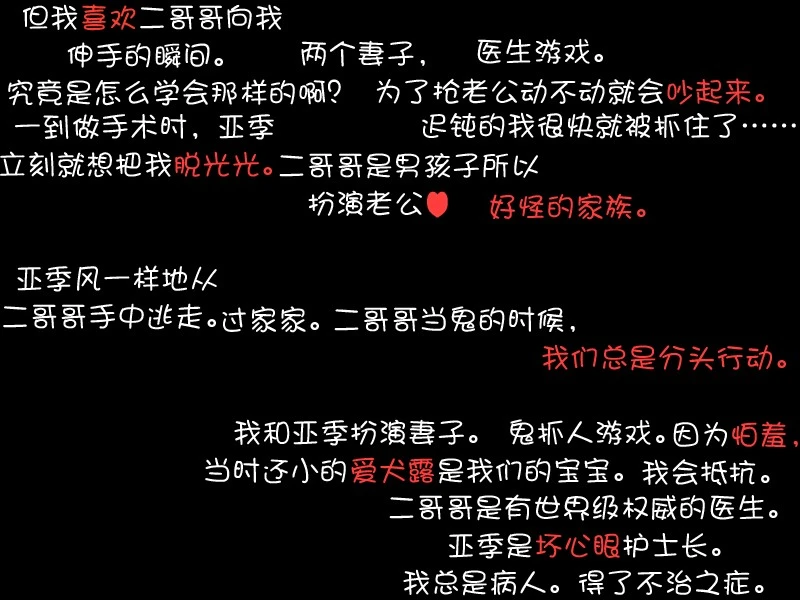 但我喜欢二哥哥向我
伸手的瞬间。 两个妻子， 医生游戏。
究竟是怎么学会那样的啊？ 为了抢老公动不动就会吵起来。
一到做手术时，亚季 迟钝的我很快就被抓住了……
立刻就想把我脱光光。二哥哥是男孩子所以
扮演老公♥ 好怪的家族。
亚季风一样地从
二哥哥手中逃走。过家家。二哥哥当鬼的时候，
我们总是分头行动。
我和亚季扮演妻子。 鬼抓人游戏。因为怕羞，
当时还小的爱犬露是我们的宝宝。我会抵抗。
二哥哥是有世界级权威的医生。
亚季是坏心眼护士长。
我总是病人。得了不治之症。